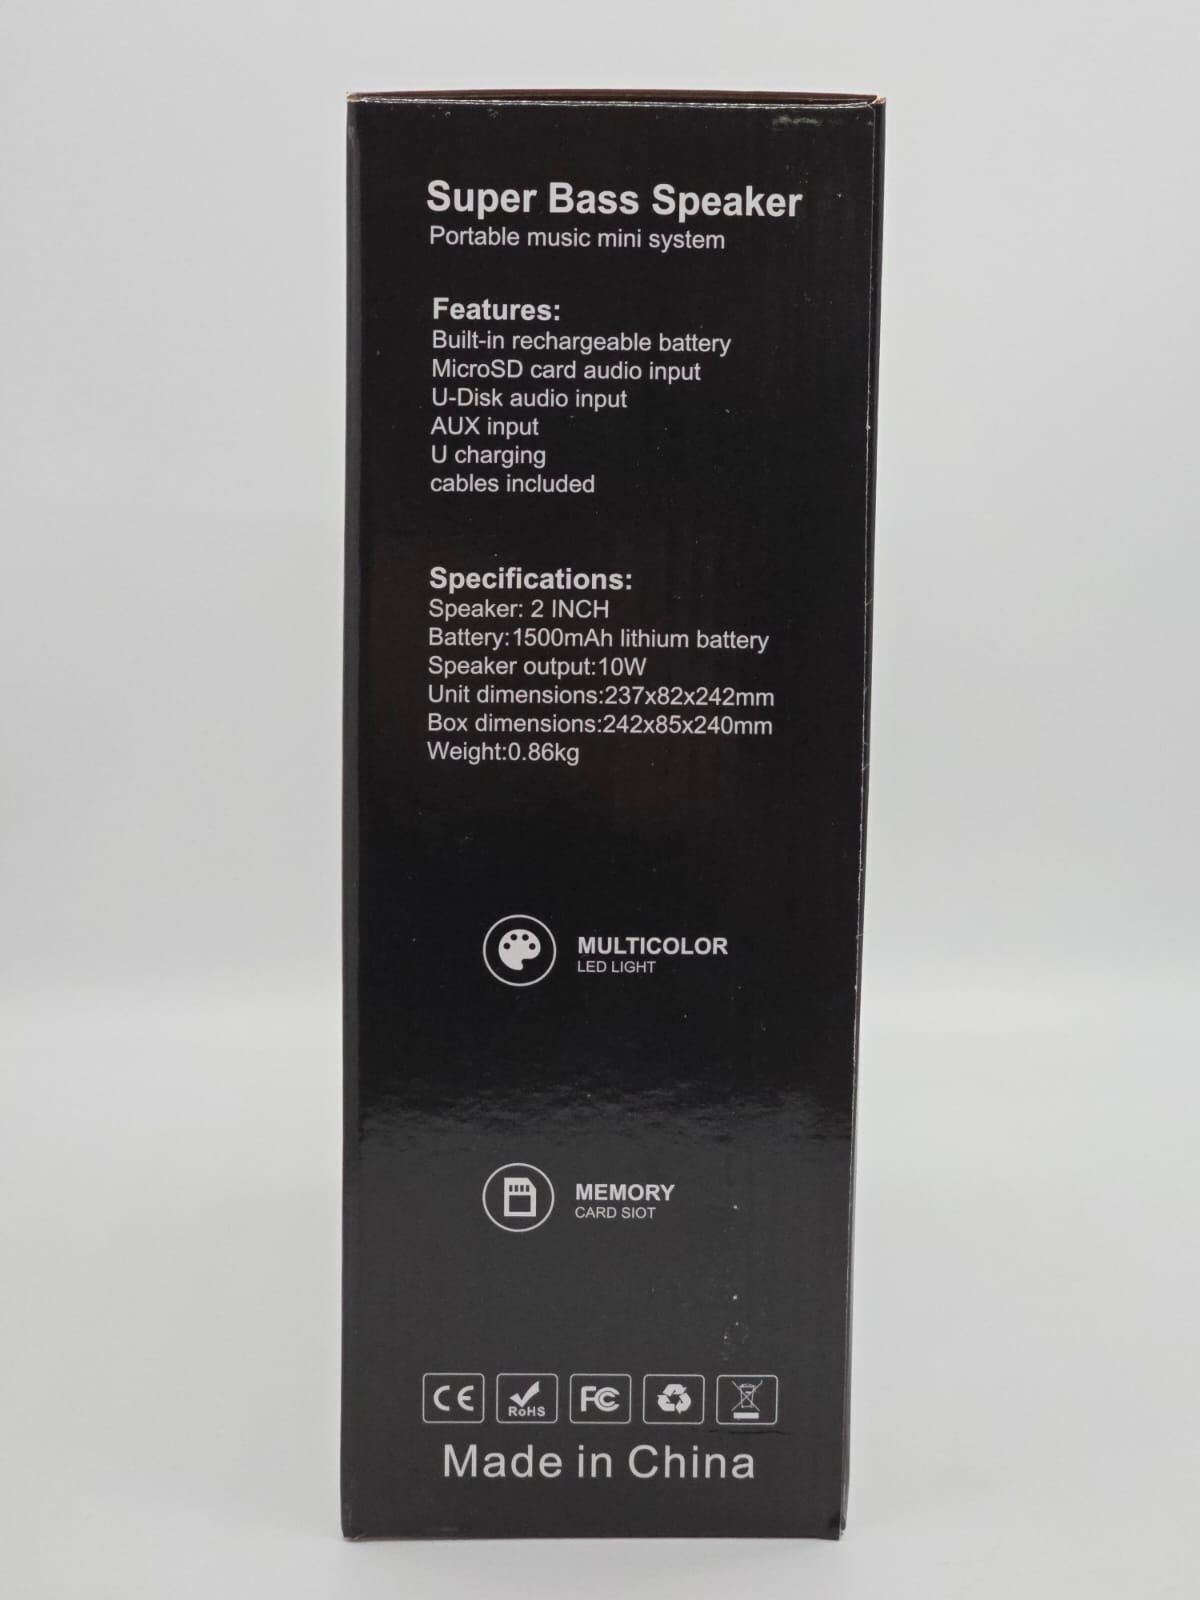 Super Bass Speaker
Portable music mini system
Features:
Built-in rechargeable battery
MicroSD card audio input
U-Disk audio input
AUX input
U charging
cables included
Specifications:
Speaker: 2 INCH
Battery:1500mAh lithium battery
Speaker output:10W
Unit dimensions:237x82x242mm
Box dimensions:242x85x240mm
Weight:0.86kg
MULTICOLOR
LED LIGHT
MEMORY
CARD SIOT
CE RoHS FC
Made in China